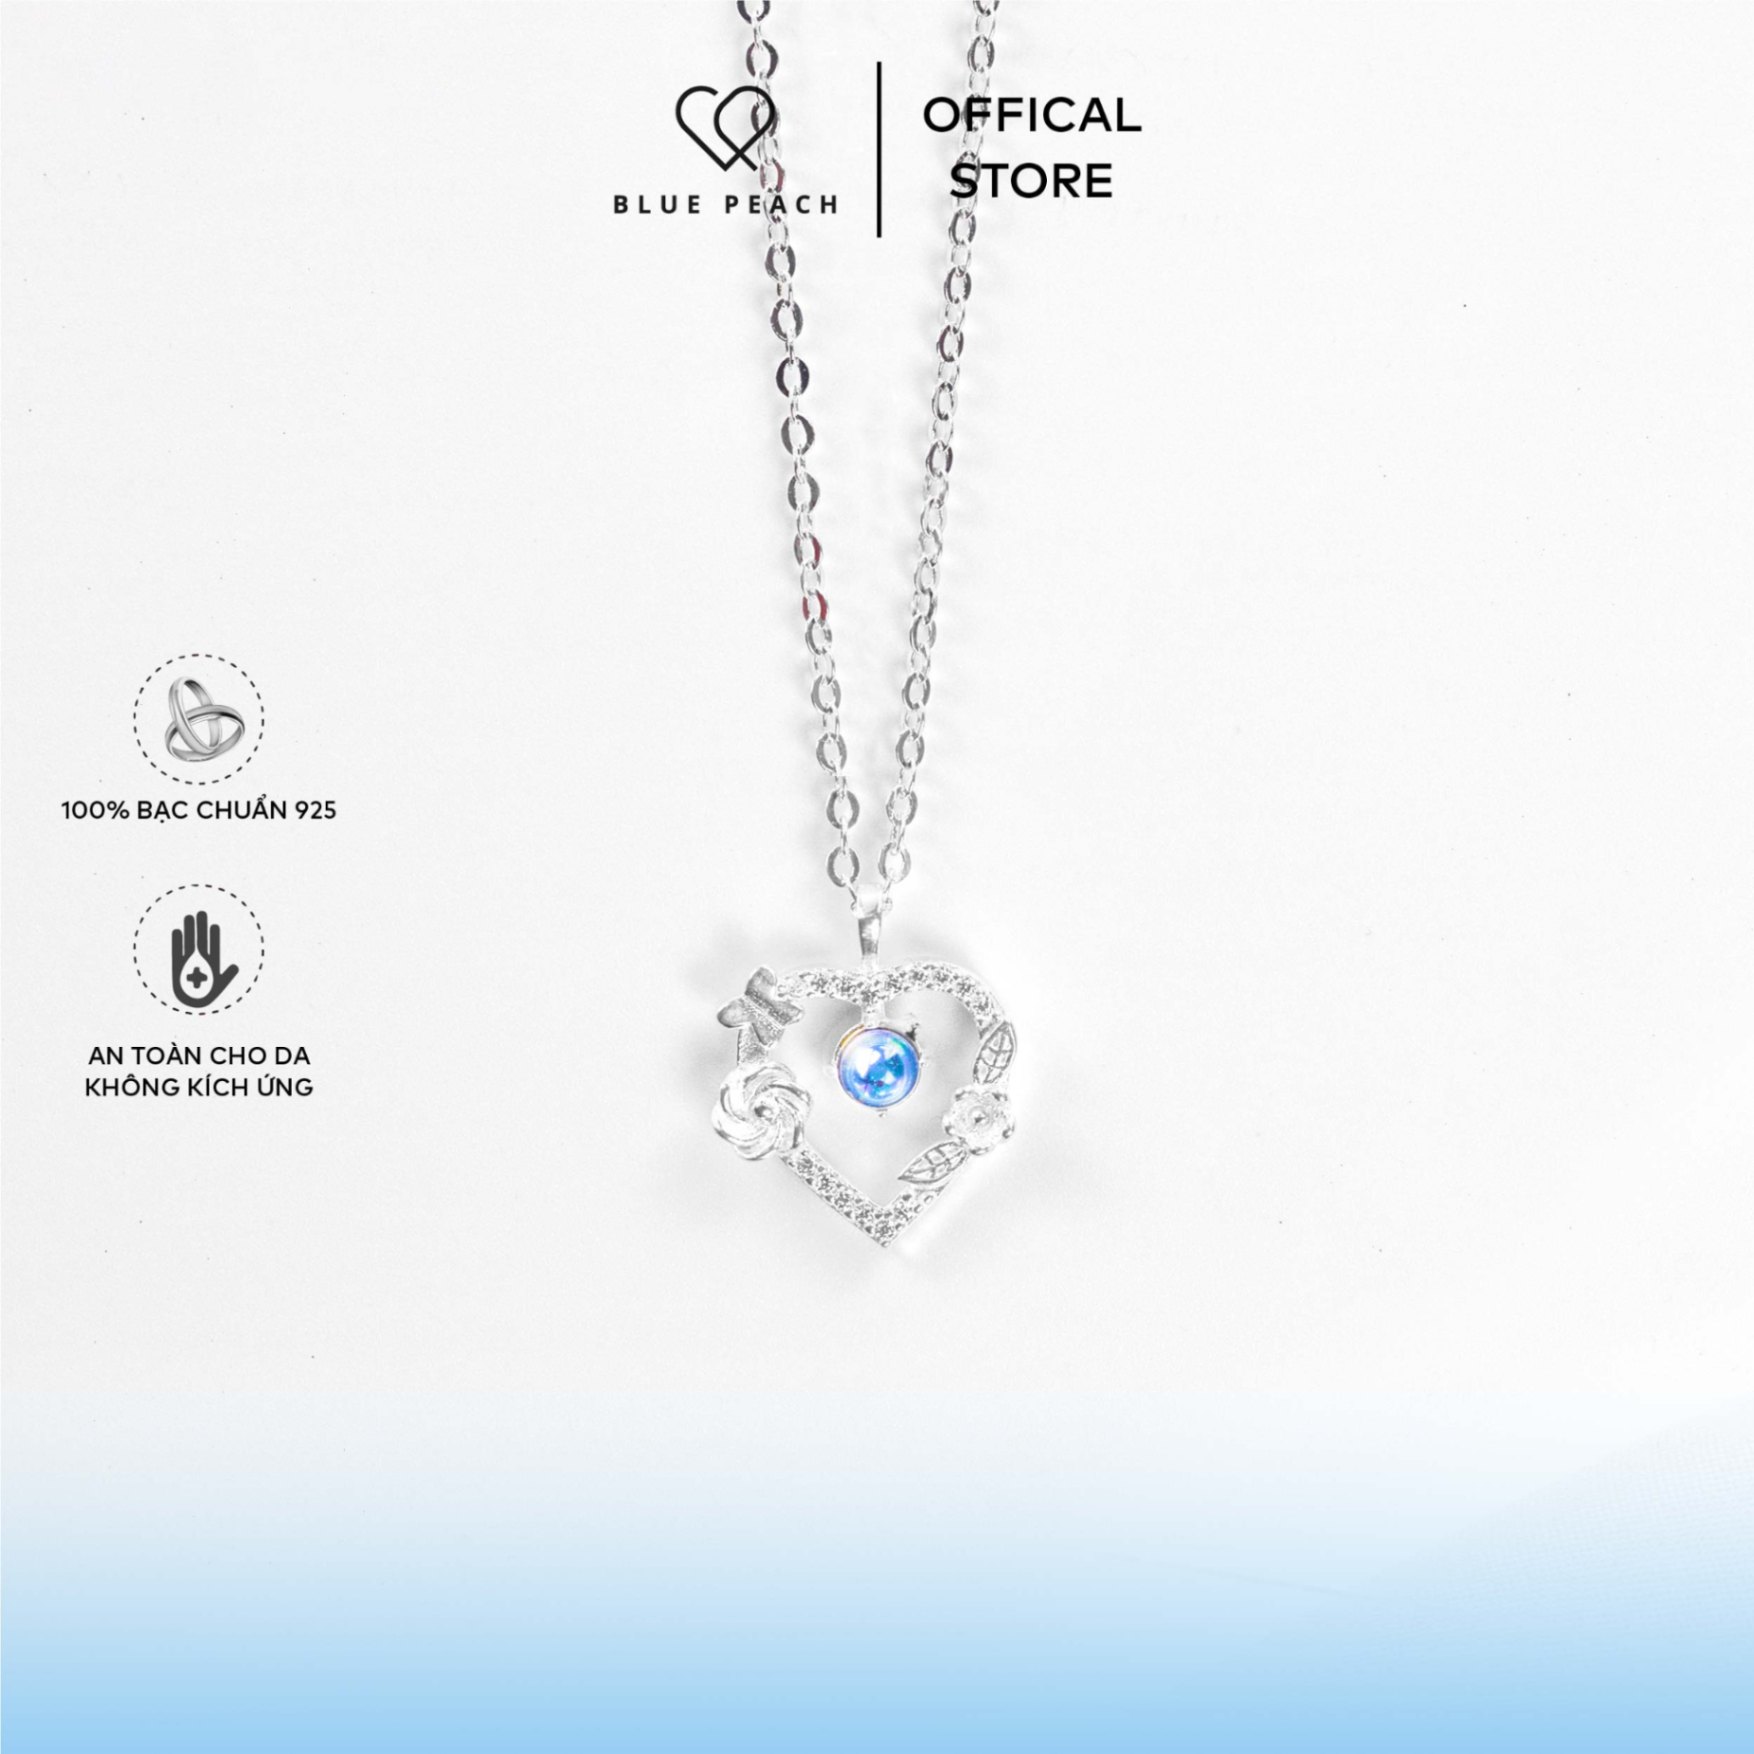 BLUE PEACH
OFFICAL
STORE
100% BẠC CHUẨN 925
AN TOÀN CHO DA
KHÔNG KÍCH ỨNG